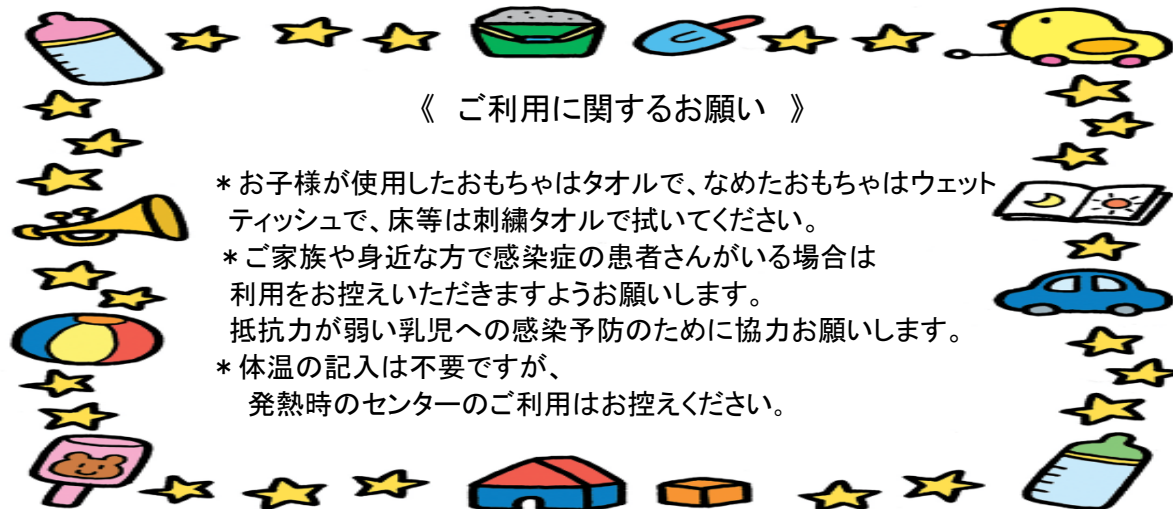 《 ご利用に関するお願い 》
＊お子様が使用したおもちゃはタオルで、なめたおもちゃはウェット
ティッシュで、床等は刺繍タオルで拭いてください。
＊ご家族や身近な方で感染症の患者さんがいる場合は
利用をお控えいただきますようお願いします。
抵抗力が弱い乳児への感染予防のために協力お願いします。
＊体温の記入は不要ですが、
発熱時のセンターのご利用はお控えください。